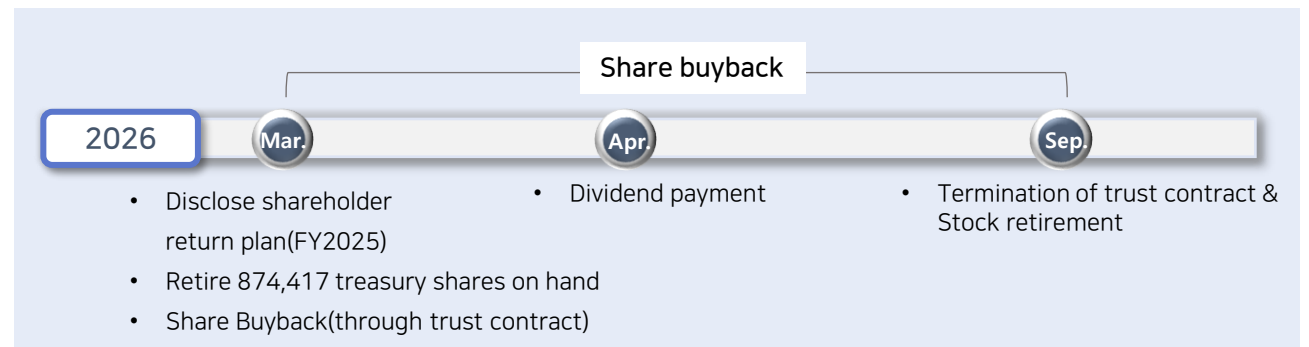 Share buyback
2026
Mar.
Apr.
Sep.
• Disclose shareholder
return plan(FY2025)
• Retire 874,417 treasury shares on hand
• Share Buyback(through trust contract)
• Dividend payment
• Termination of trust contract &
Stock retirement